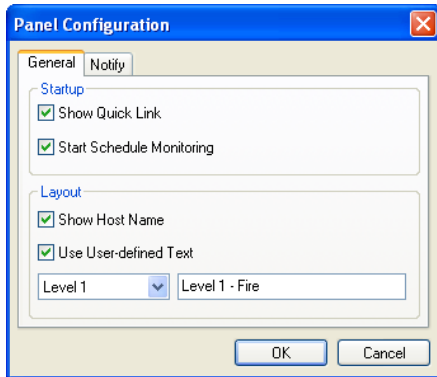 Panel Configuration
General Notify
Startup
Show Quick Link
Start Schedule Monitoring
Layout
Show Host Name
Use User-defined Text
Level 1 Level 1 - Fire
OK Cancel